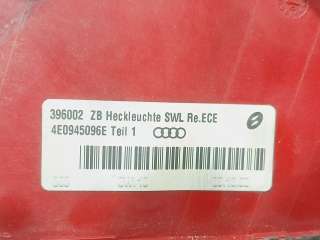 396002 ZB Heckleuchte SWL Re.ECE
4E0945096E Teil 1